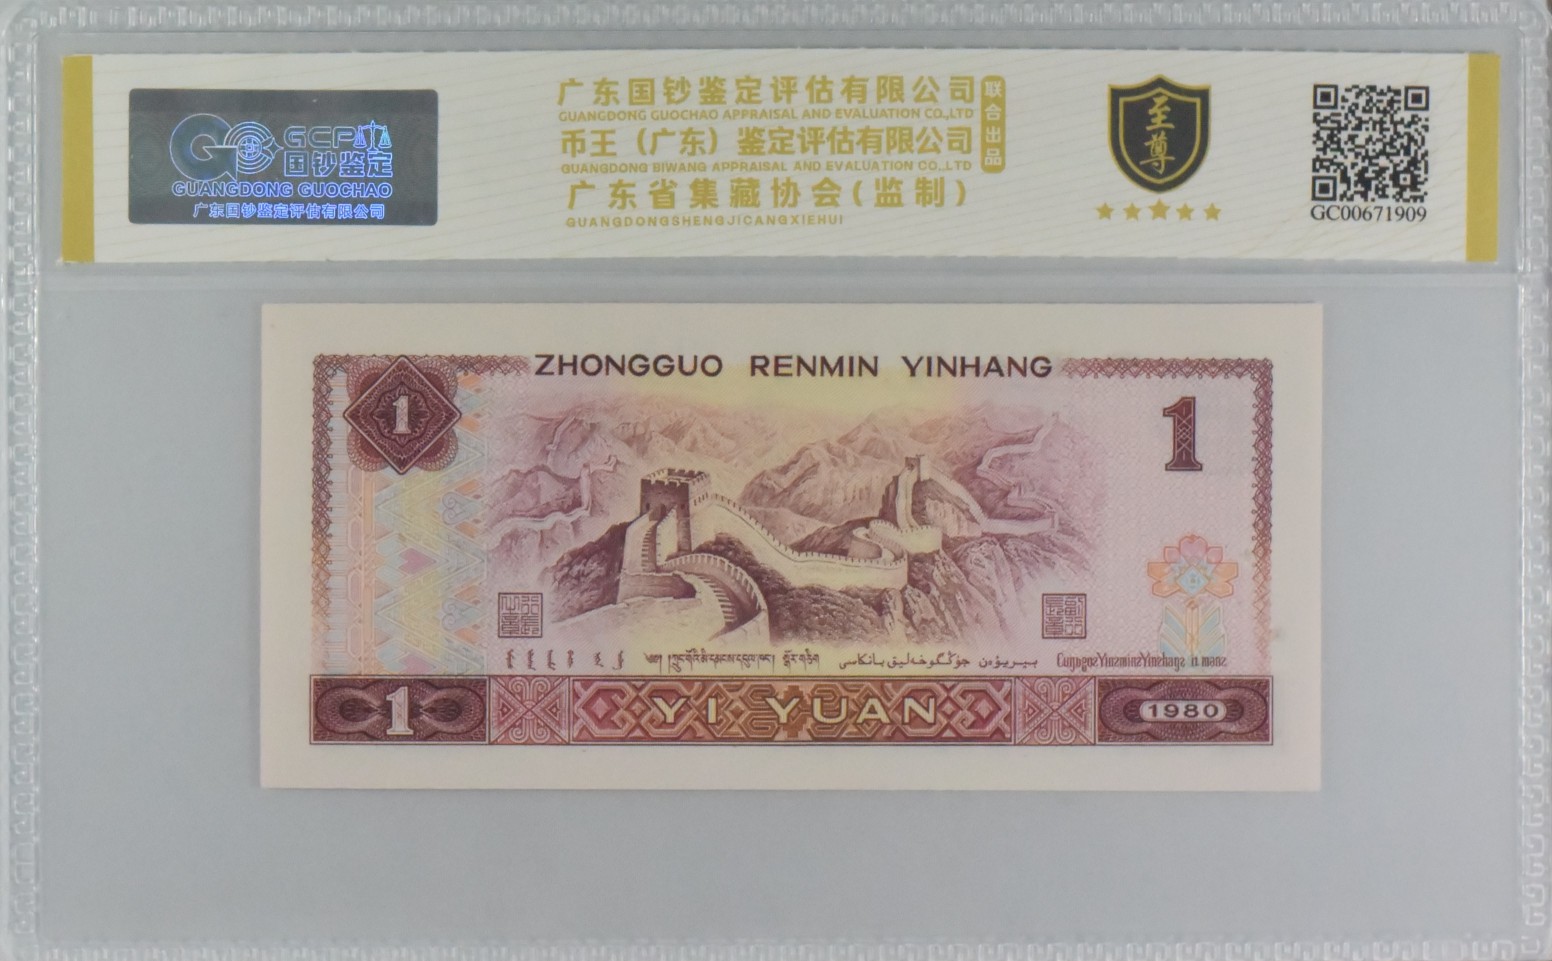 GCP
国钞鉴定
GUANGDONG GUOCHAO
广东国钞鉴定评估有限公司
广东国钞鉴定评估有限公司
GUANGDONG GUOCHAO APPRAISAL AND EVALUATION CO.,LTD
币王（广东）鉴定评估有限公司
GUANGDONG BIWANG APPRAISAL AND EVALUATION CO.,LTD
广东省集藏协会(监制)
GUANGDONGSHENGJICANGXIEHUI
联合出品
至尊
GC00671909
ZHONGGUO RENMIN YINHANG
1
1
1 YI YUAN 1980